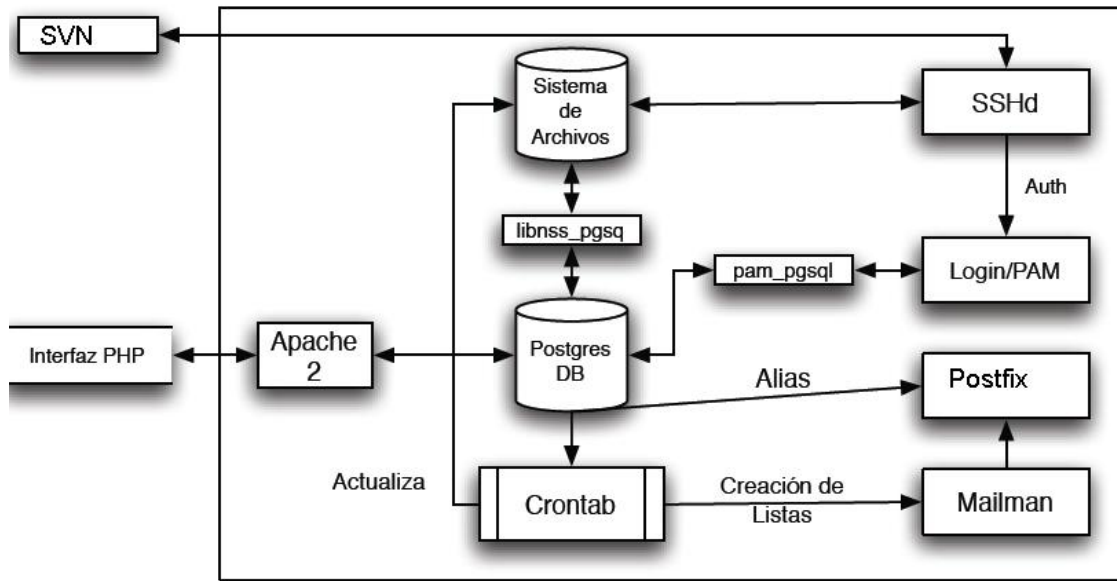 SVN
Sistema
de
Archivos
SSHd
Auth
libnss_pgsq
pam_pgsql
Login/PAM
Interfaz PHP
Apache
2
Postgres
DB
Alias
Postfix
Actualiza
Crontab
Creación de
Listas
Mailman